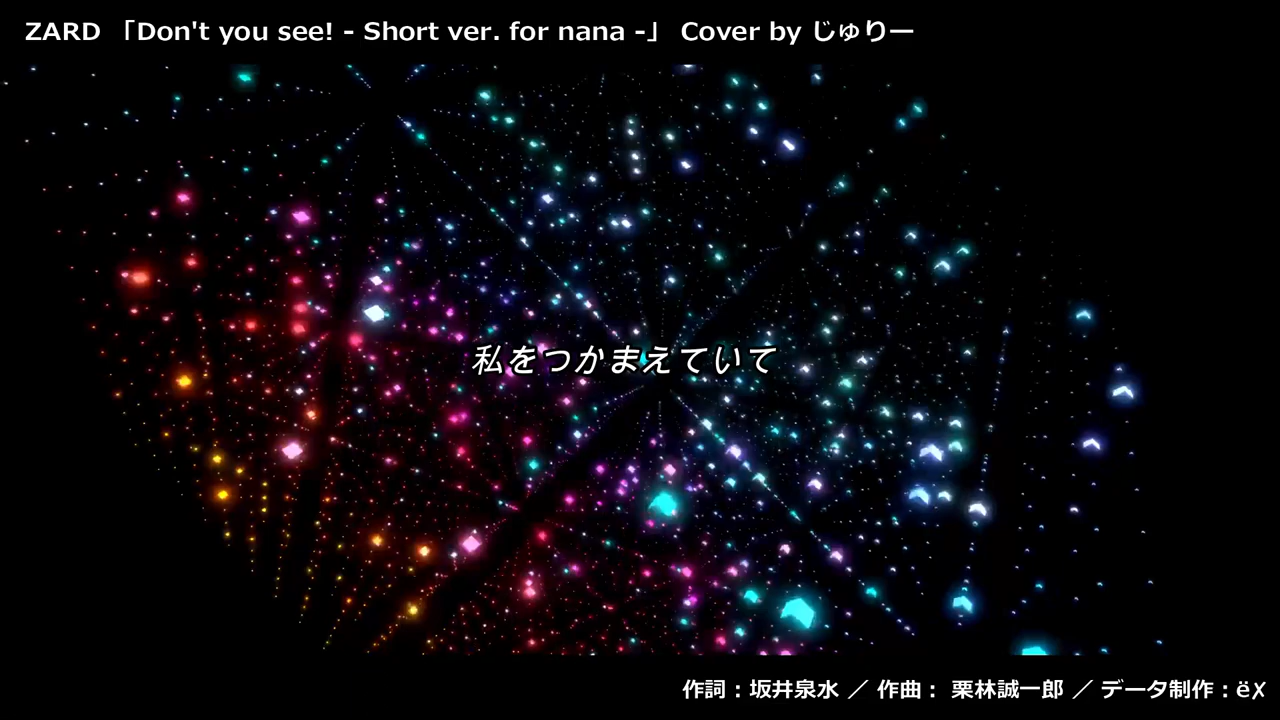 ZARD 「Don't you see! - Short ver. for nana -」 Cover by じゅりー
私をつかまえていて
作詞：坂井泉水 ／ 作曲： 栗林誠一郎 ／ データ制作：ëχ